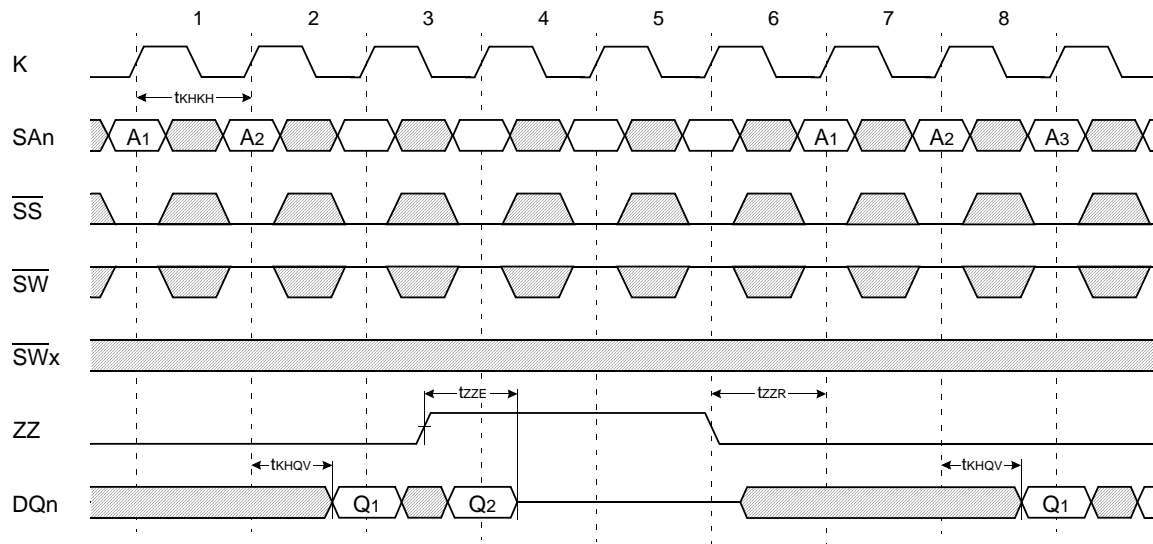 1 2 3 4 5 6 7 8
K
tKHKH
SAn A1 A2 A1 A2 A3
SS
SW
SWx
tZZE tZZR
ZZ
tKHQV tKHQV
DQn Q1 Q2 Q1